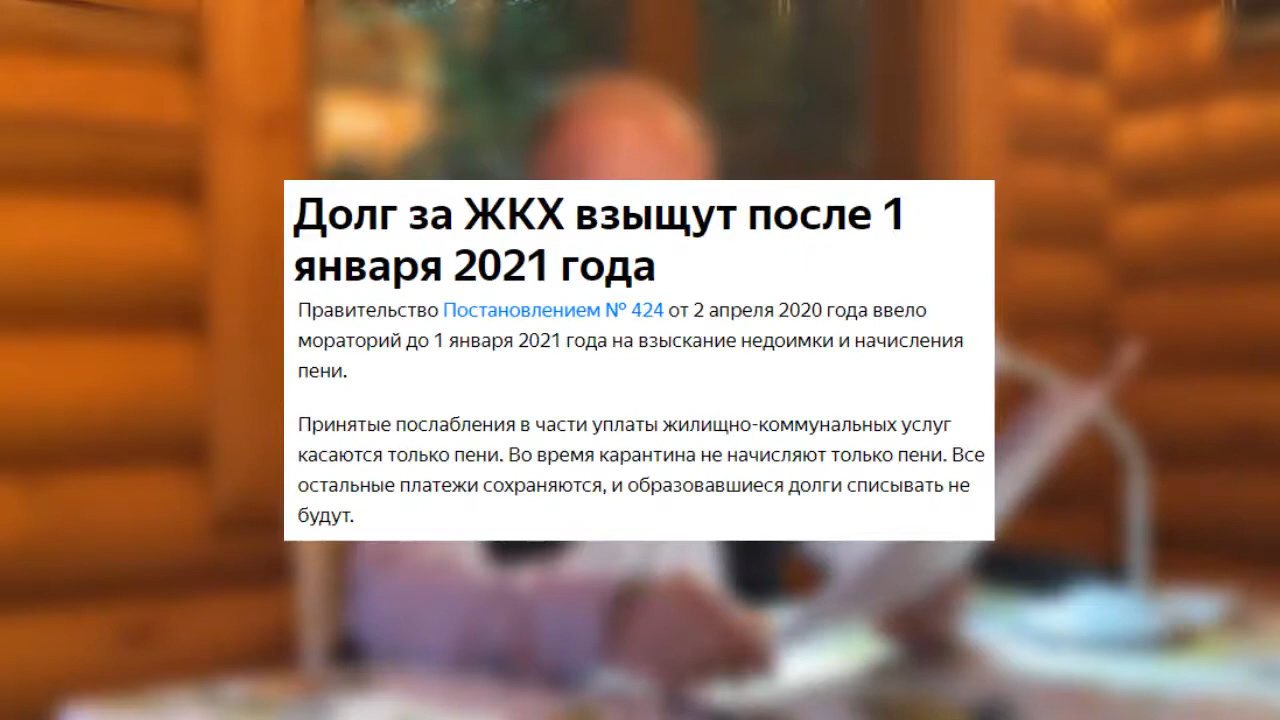 Долг за ЖКХ взыщут после 1
января 2021 года
Правительство Постановлением № 424 от 2 апреля 2020 года ввело
мораторий до 1 января 2021 года на взыскание недоимки и начисления
пени.
Принятые послабления в части уплаты жилищно-коммунальных услуг
касаются только пени. Во время карантина не начисляют только пени. Все
остальные платежи сохраняются, и образовавшиеся долги списывать не
будут.